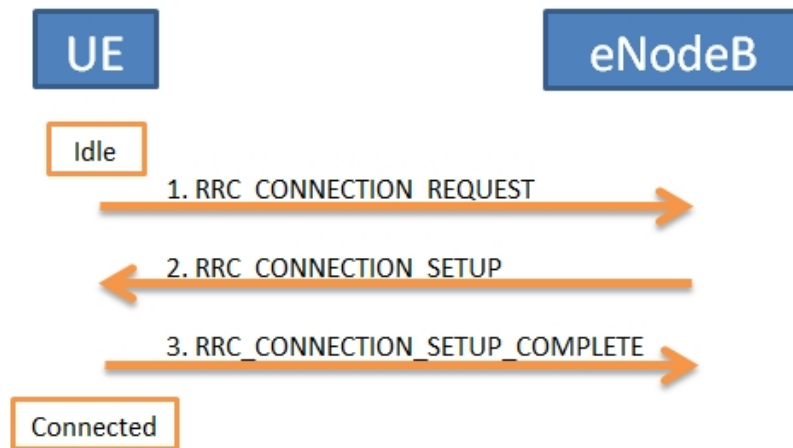 UE
eNodeB
Idle
1. RRC_CONNECTION_REQUEST
2. RRC_CONNECTION_SETUP
3. RRC_CONNECTION_SETUP_COMPLETE
Connected